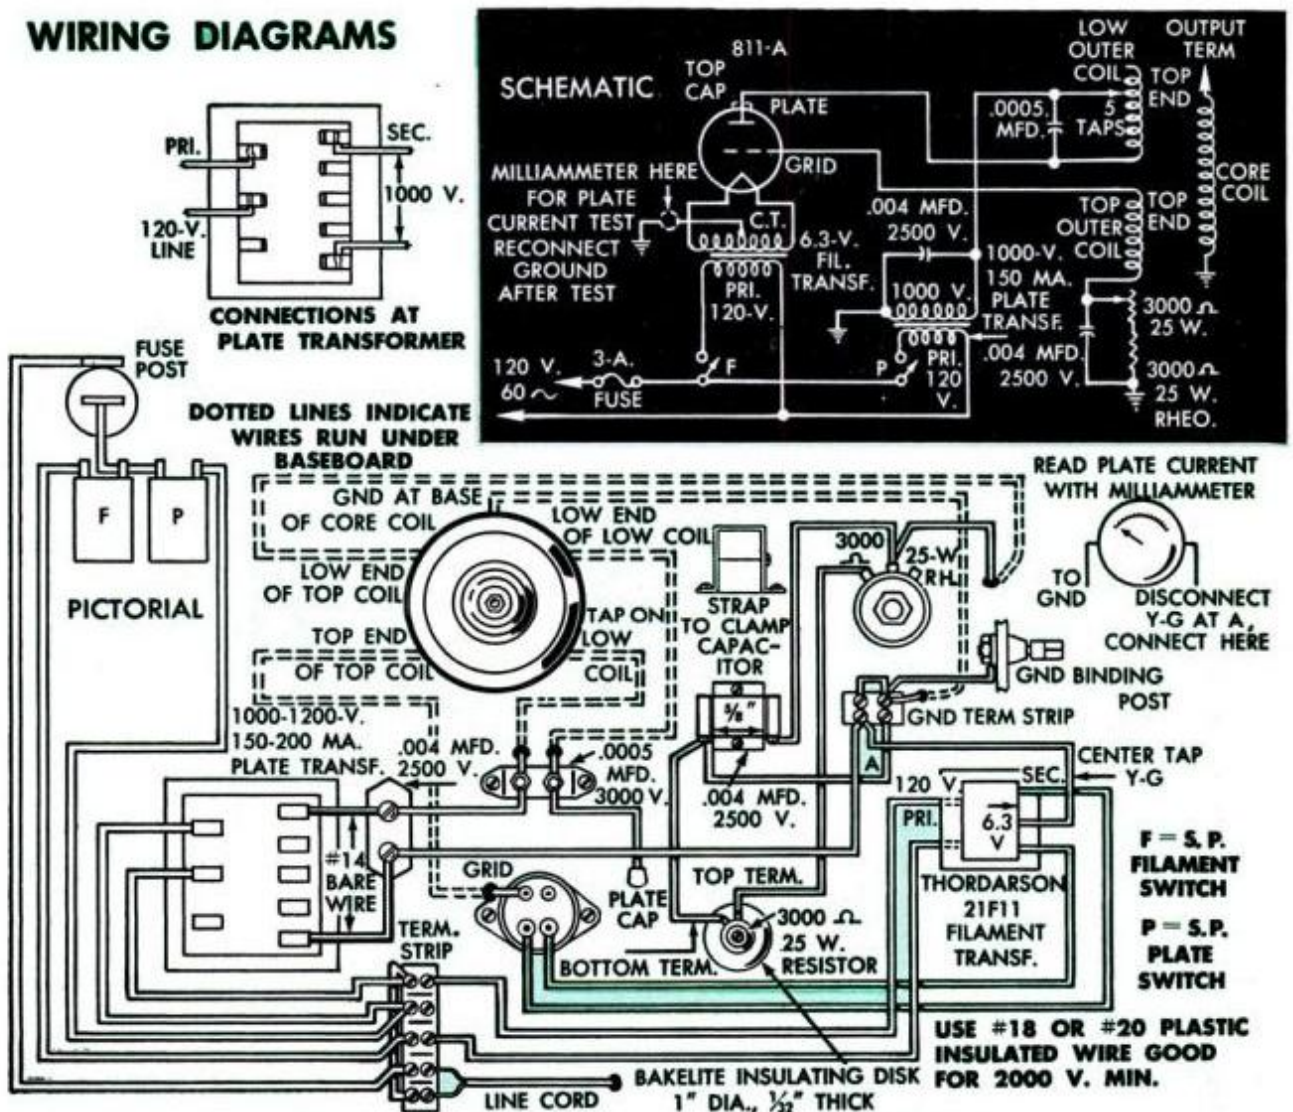 WIRING DIAGRAMS
PRI.
SEC.
1000 V.
120-V.
LINE
CONNECTIONS AT
PLATE TRANSFORMER
SCHEMATIC
811-A
TOP
CAP
PLATE
GRID
MILLIAMMETER HERE
FOR PLATE
CURRENT TEST
RECONNECT
GROUND
AFTER TEST
C.T.
6.3-V.
FIL.
TRANSF.
PRI.
120-V.
120 V.
60 ~
3-A.
FUSE
F
P
.004 MFD.
2500 V.
1000 V.
PRI.
120
V.
1000-V.
150 MA.
PLATE
TRANSF.
.004 MFD.
2500 V.
LOW
OUTER
COIL
TOP
END
.0005
MFD.
5
TAPS
OUTPUT
TERM
CORE
COIL
TOP
OUTER
COIL
TOP
END
3000 Ω
25 W.
3000 Ω
25 W.
RHEO.
FUSE
POST
DOTTED LINES INDICATE
WIRES RUN UNDER
BASEBOARD
F
P
PICTORIAL
GND AT BASE
OF CORE COIL
LOW END
OF LOW COIL
LOW END
OF TOP COIL
TOP END
OF TOP COIL
TAP ON
LOW
COIL
STRAP
TO CLAMP
CAPAC-
ITOR
3000
Ω
25-W.
RH.
READ PLATE CURRENT
WITH MILLIAMMETER
TO
GND
DISCONNECT
Y-G AT A,
CONNECT HERE
GND BINDING
POST
5/8"
GND TERM STRIP
A
1000-1200-V.
150-200 MA.
PLATE TRANSF.
.004 MFD.
2500 V.
.0005
MFD.
3000 V.
.004 MFD.
2500 V.
CENTER TAP
Y-G
120 V.
PRI.
SEC.
6.3
V
THORDARSON
21F11
FILAMENT
TRANSF.
F = S. P.
FILAMENT
SWITCH
P = S. P.
PLATE
SWITCH
#14
BARE
WIRE
GRID
PLATE
CAP
TOP TERM.
3000 Ω
25 W.
RESISTOR
BOTTOM TERM.
TERM.
STRIP
LINE CORD
BAKELITE INSULATING DISK
1" DIA., 1/32" THICK
USE #18 OR #20 PLASTIC
INSULATED WIRE GOOD
FOR 2000 V. MIN.